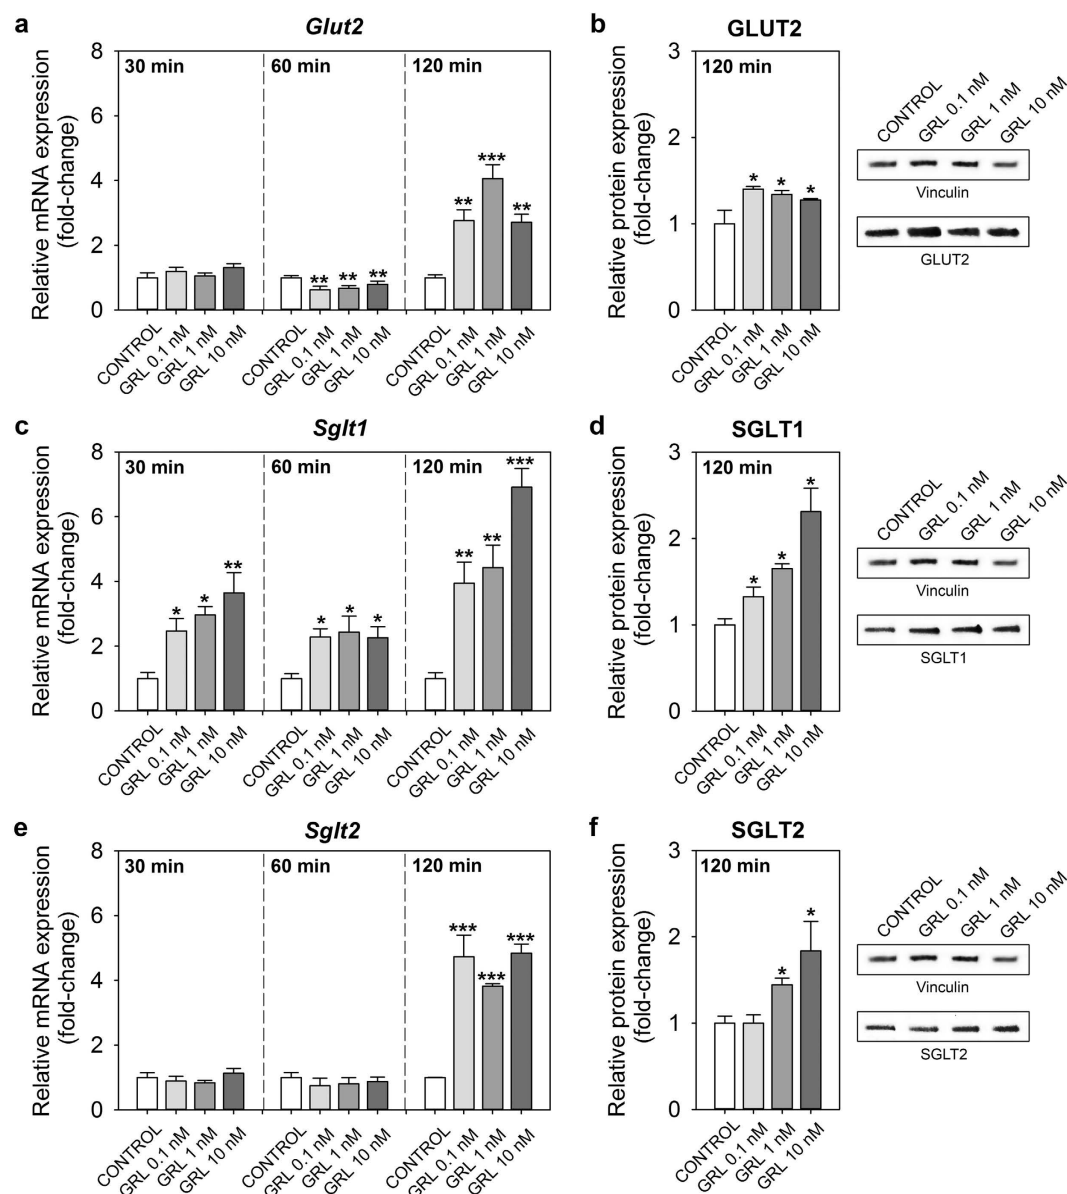 a
Glut2
Relative mRNA expression
(fold-change)
8
6
4
2
0
30 min
60 min
120 min
** ** **
** *** **
CONTROL
GRL 0.1 nM
GRL 1 nM
GRL 10 nM
CONTROL
GRL 0.1 nM
GRL 1 nM
GRL 10 nM
CONTROL
GRL 0.1 nM
GRL 1 nM
GRL 10 nM
b
GLUT2
Relative protein expression
(fold-change)
3
2
1
0
120 min
* * *
CONTROL
GRL 0.1 nM
GRL 1 nM
GRL 10 nM
CONTROL
GRL 0.1 nM
GRL 1 nM
GRL 10 nM
Vinculin
GLUT2
c
Sglt1
Relative mRNA expression
(fold-change)
8
6
4
2
0
30 min
60 min
120 min
* * **
* * *
** ** ***
CONTROL
GRL 0.1 nM
GRL 1 nM
GRL 10 nM
CONTROL
GRL 0.1 nM
GRL 1 nM
GRL 10 nM
CONTROL
GRL 0.1 nM
GRL 1 nM
GRL 10 nM
d
SGLT1
Relative protein expression
(fold-change)
3
2
1
0
120 min
* * *
CONTROL
GRL 0.1 nM
GRL 1 nM
GRL 10 nM
CONTROL
GRL 0.1 nM
GRL 1 nM
GRL 10 nM
Vinculin
SGLT1
e
Sglt2
Relative mRNA expression
(fold-change)
8
6
4
2
0
30 min
60 min
120 min
*** *** ***
CONTROL
GRL 0.1 nM
GRL 1 nM
GRL 10 nM
CONTROL
GRL 0.1 nM
GRL 1 nM
GRL 10 nM
CONTROL
GRL 0.1 nM
GRL 1 nM
GRL 10 nM
f
SGLT2
Relative protein expression
(fold-change)
3
2
1
0
120 min
* *
CONTROL
GRL 0.1 nM
GRL 1 nM
GRL 10 nM
CONTROL
GRL 0.1 nM
GRL 1 nM
GRL 10 nM
Vinculin
SGLT2